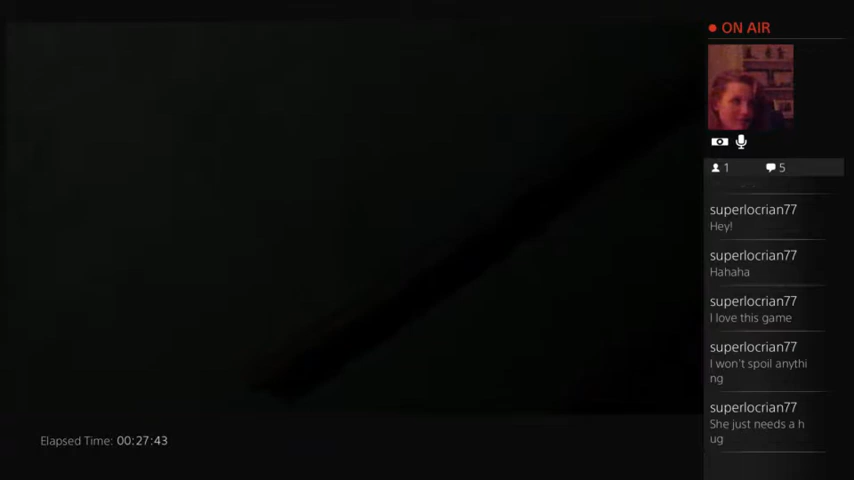 ON AIR
1
5
superlocrian77
Hey!
superlocrian77
Hahaha
superlocrian77
I love this game
superlocrian77
I won't spoil anythi
ng
superlocrian77
She just needs a h
ug
Elapsed Time: 00:27:43